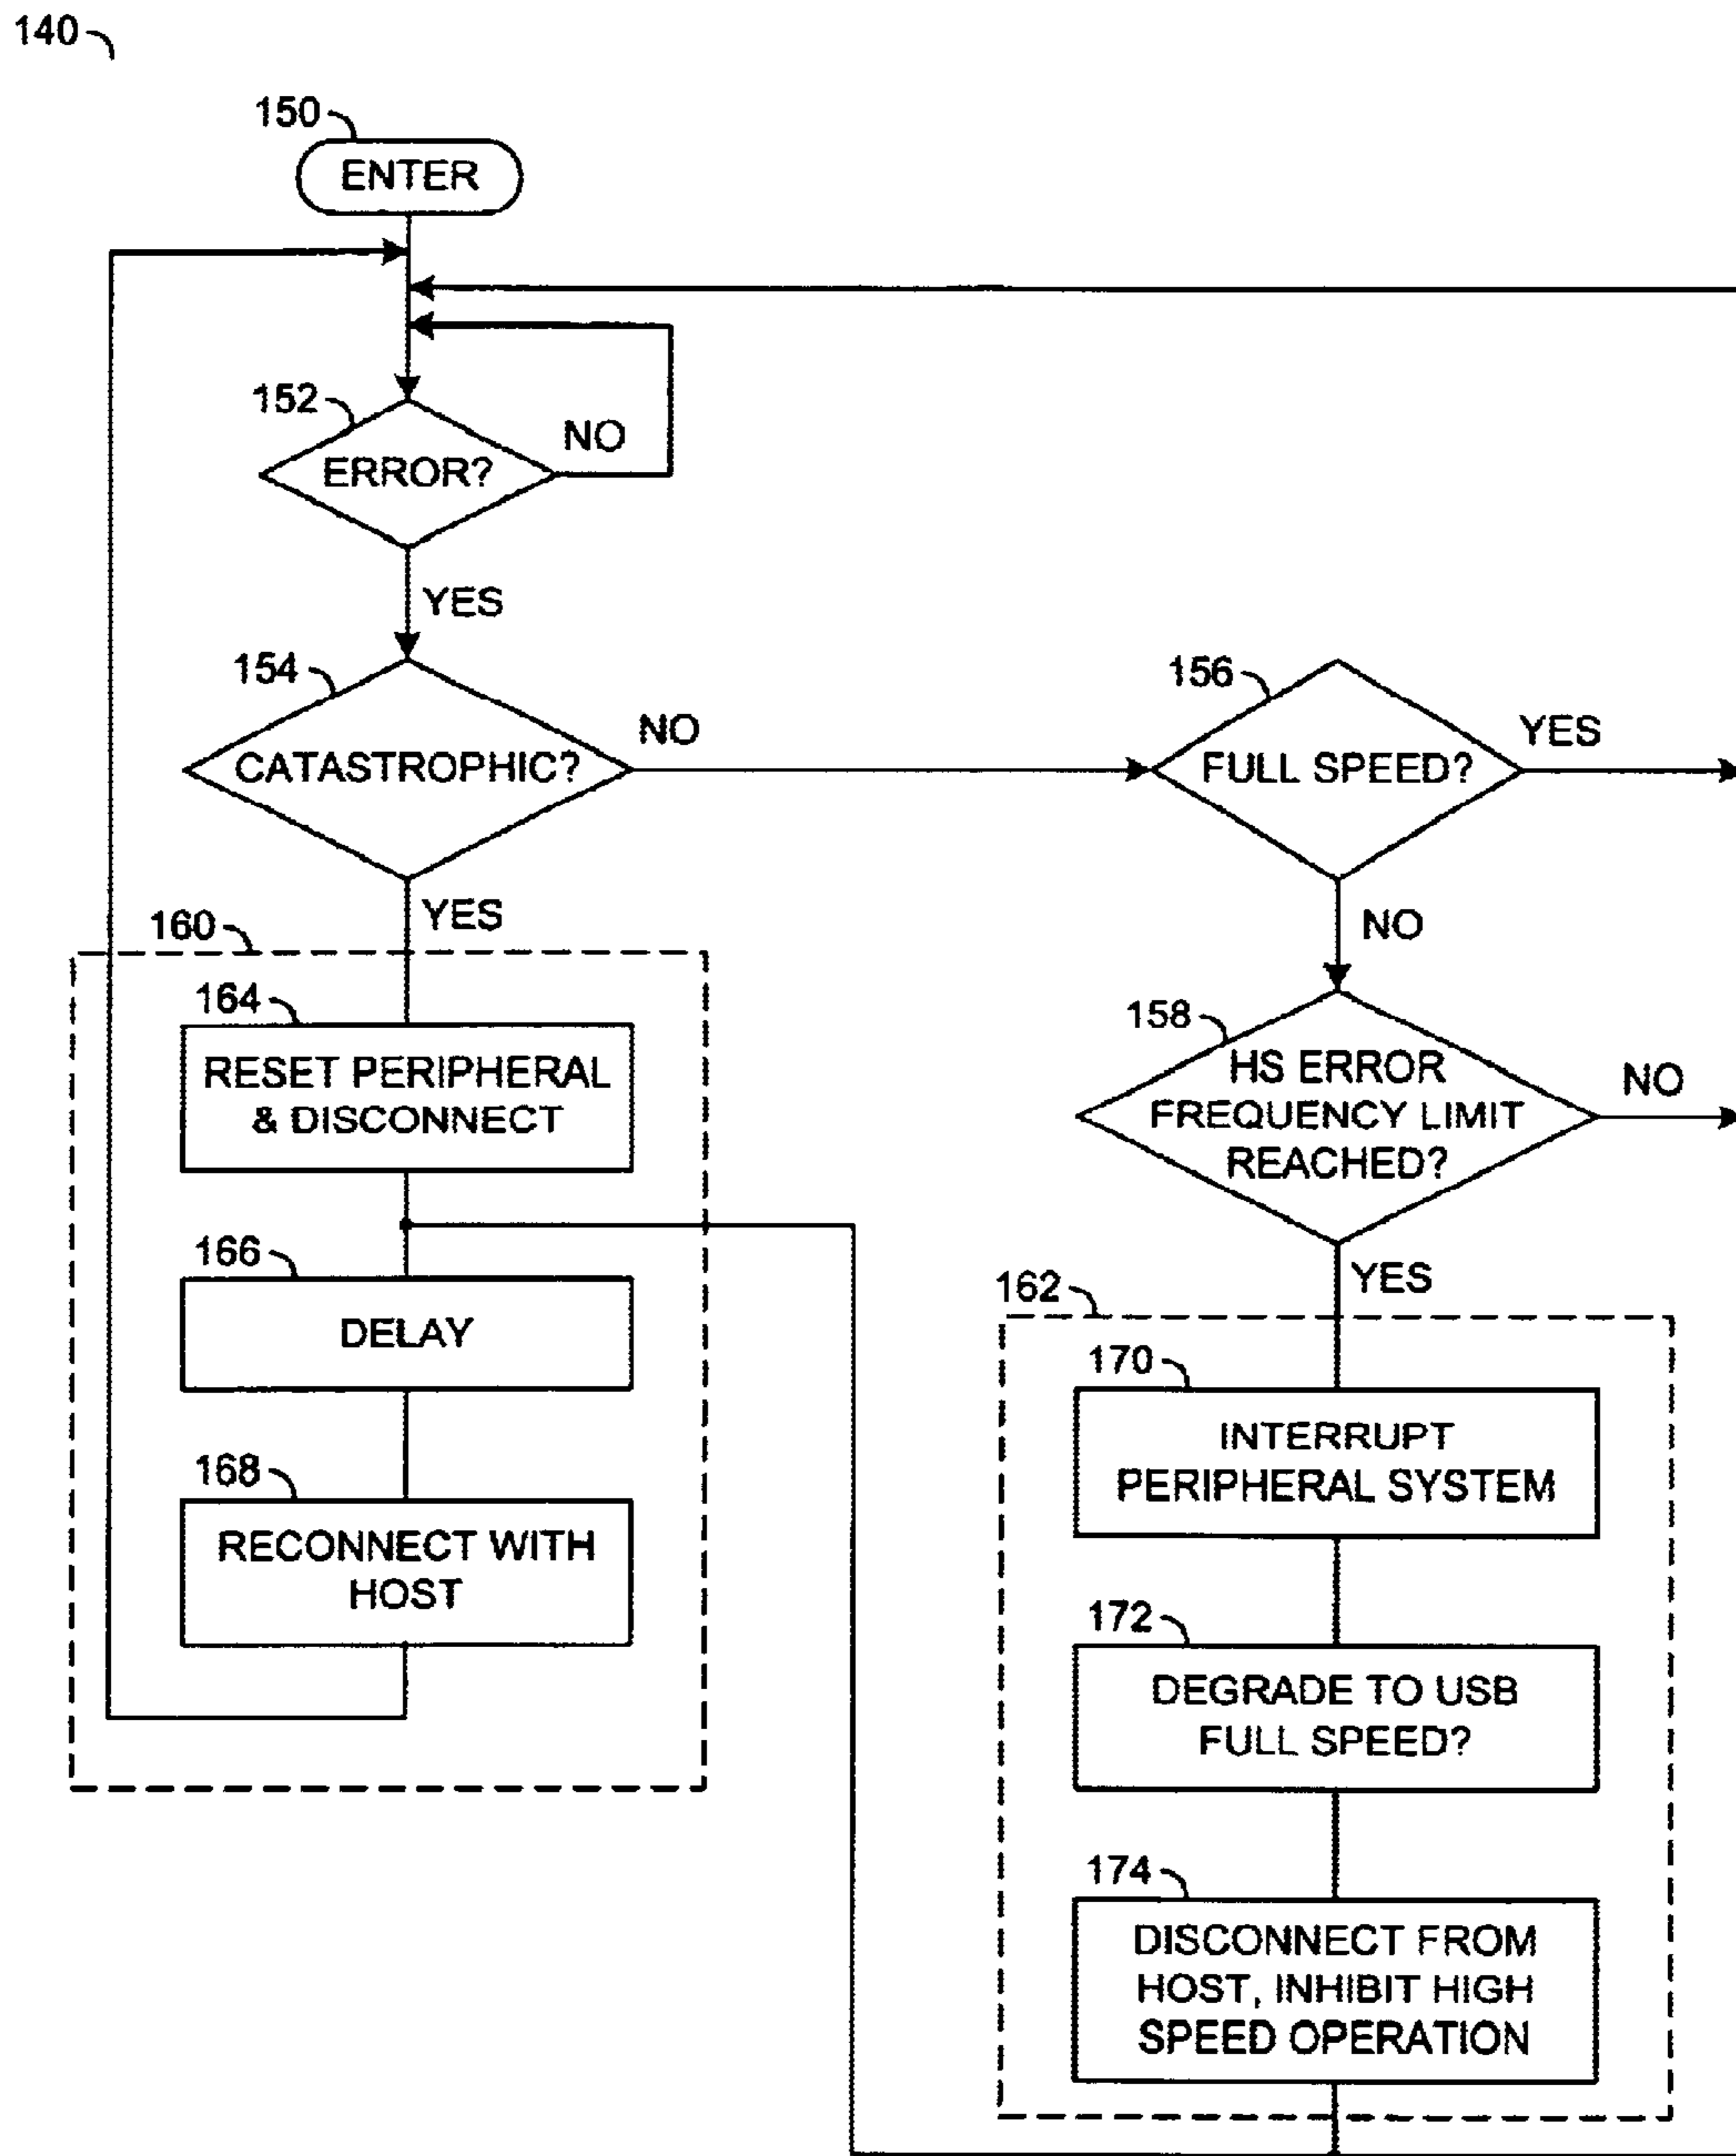 140
150
ENTER
152
ERROR?
NO
YES
154
CATASTROPHIC?
NO
156
FULL SPEED?
YES
YES
NO
160
164
RESET PERIPHERAL
& DISCONNECT
158
HS ERROR
FREQUENCY LIMIT
REACHED?
NO
166
DELAY
YES
162
170
INTERRUPT
PERIPHERAL SYSTEM
168
RECONNECT WITH
HOST
172
DEGRADE TO USB
FULL SPEED?
174
DISCONNECT FROM
HOST, INHIBIT HIGH
SPEED OPERATION